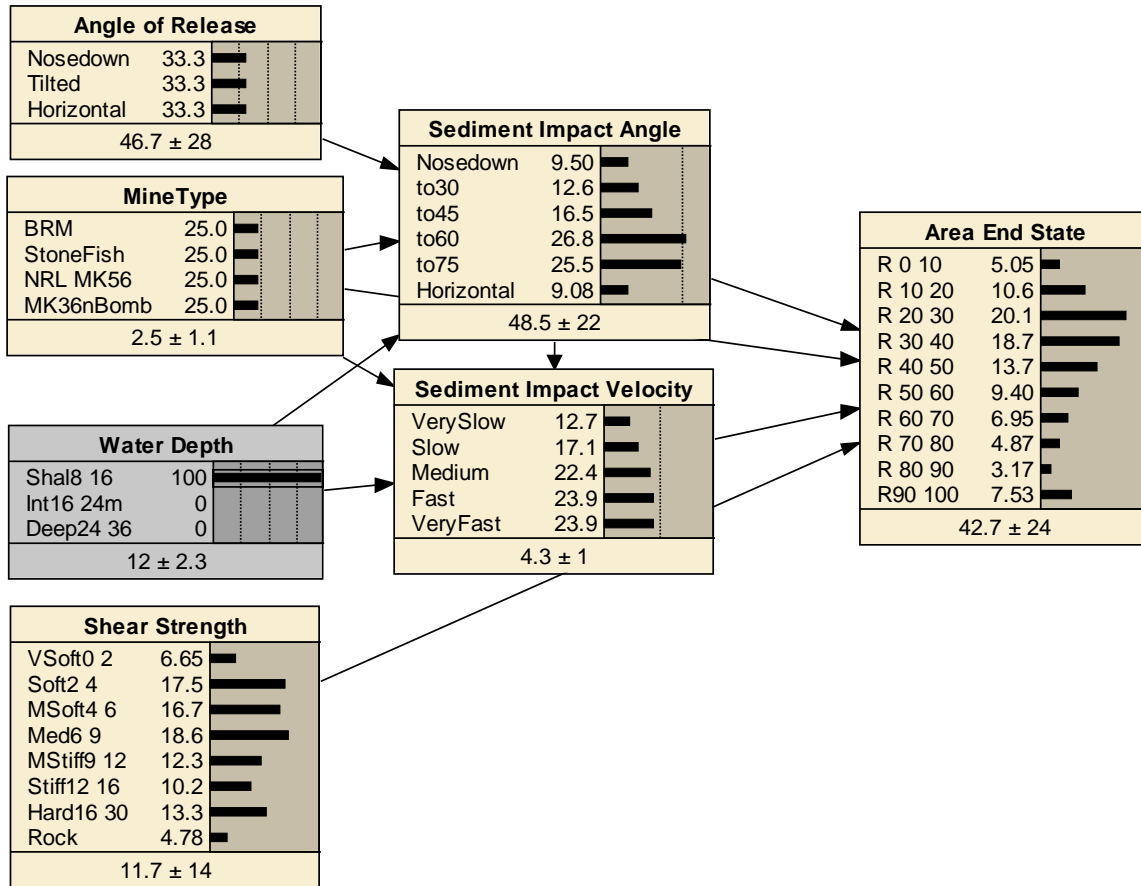 Angle of Release
Nosedown 33.3
Tilted 33.3
Horizontal 33.3
46.7 ± 28
MineType
BRM 25.0
StoneFish 25.0
NRL MK56 25.0
MK36nBomb 25.0
2.5 ± 1.1
Water Depth
Shal8 16 100
Int16 24m 0
Deep24 36 0
12 ± 2.3
Shear Strength
VSoft0 2 6.65
Soft2 4 17.5
MSoft4 6 16.7
Med6 9 18.6
MStiff9 12 12.3
Stiff12 16 10.2
Hard16 30 13.3
Rock 4.78
11.7 ± 14
Sediment Impact Angle
Nosedown 9.50
to30 12.6
to45 16.5
to60 26.8
to75 25.5
Horizontal 9.08
48.5 ± 22
Sediment Impact Velocity
VerySlow 12.7
Slow 17.1
Medium 22.4
Fast 23.9
VeryFast 23.9
4.3 ± 1
Area End State
R 0 10 5.05
R 10 20 10.6
R 20 30 20.1
R 30 40 18.7
R 40 50 13.7
R 50 60 9.40
R 60 70 6.95
R 70 80 4.87
R 80 90 3.17
R90 100 7.53
42.7 ± 24